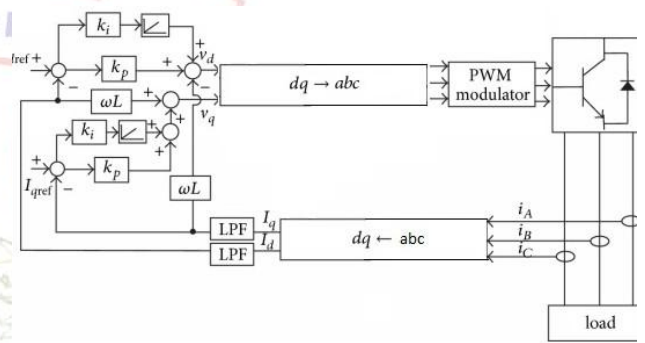 k_i
I_ref +
k_p
+
+
v_d
−
−
dq → abc
PWM
modulator
ωL
+
+
v_q
k_i
+
+
+
+
k_p
I_qref
−
ωL
LPF
I_q
LPF
I_d
dq ← abc
i_A
i_B
i_C
load